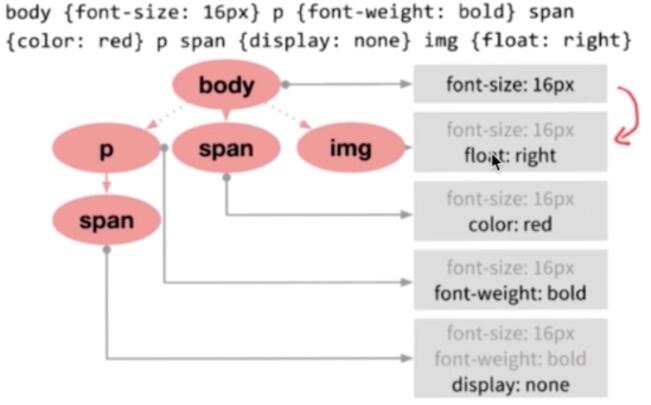 body {font-size: 16px} p {font-weight: bold} span
{color: red} p span {display: none} img {float: right}
body
font-size: 16px
p
span
img
font-size: 16px
float: right
font-size: 16px
color: red
span
font-size: 16px
font-weight: bold
font-size: 16px
font-weight: bold
display: none